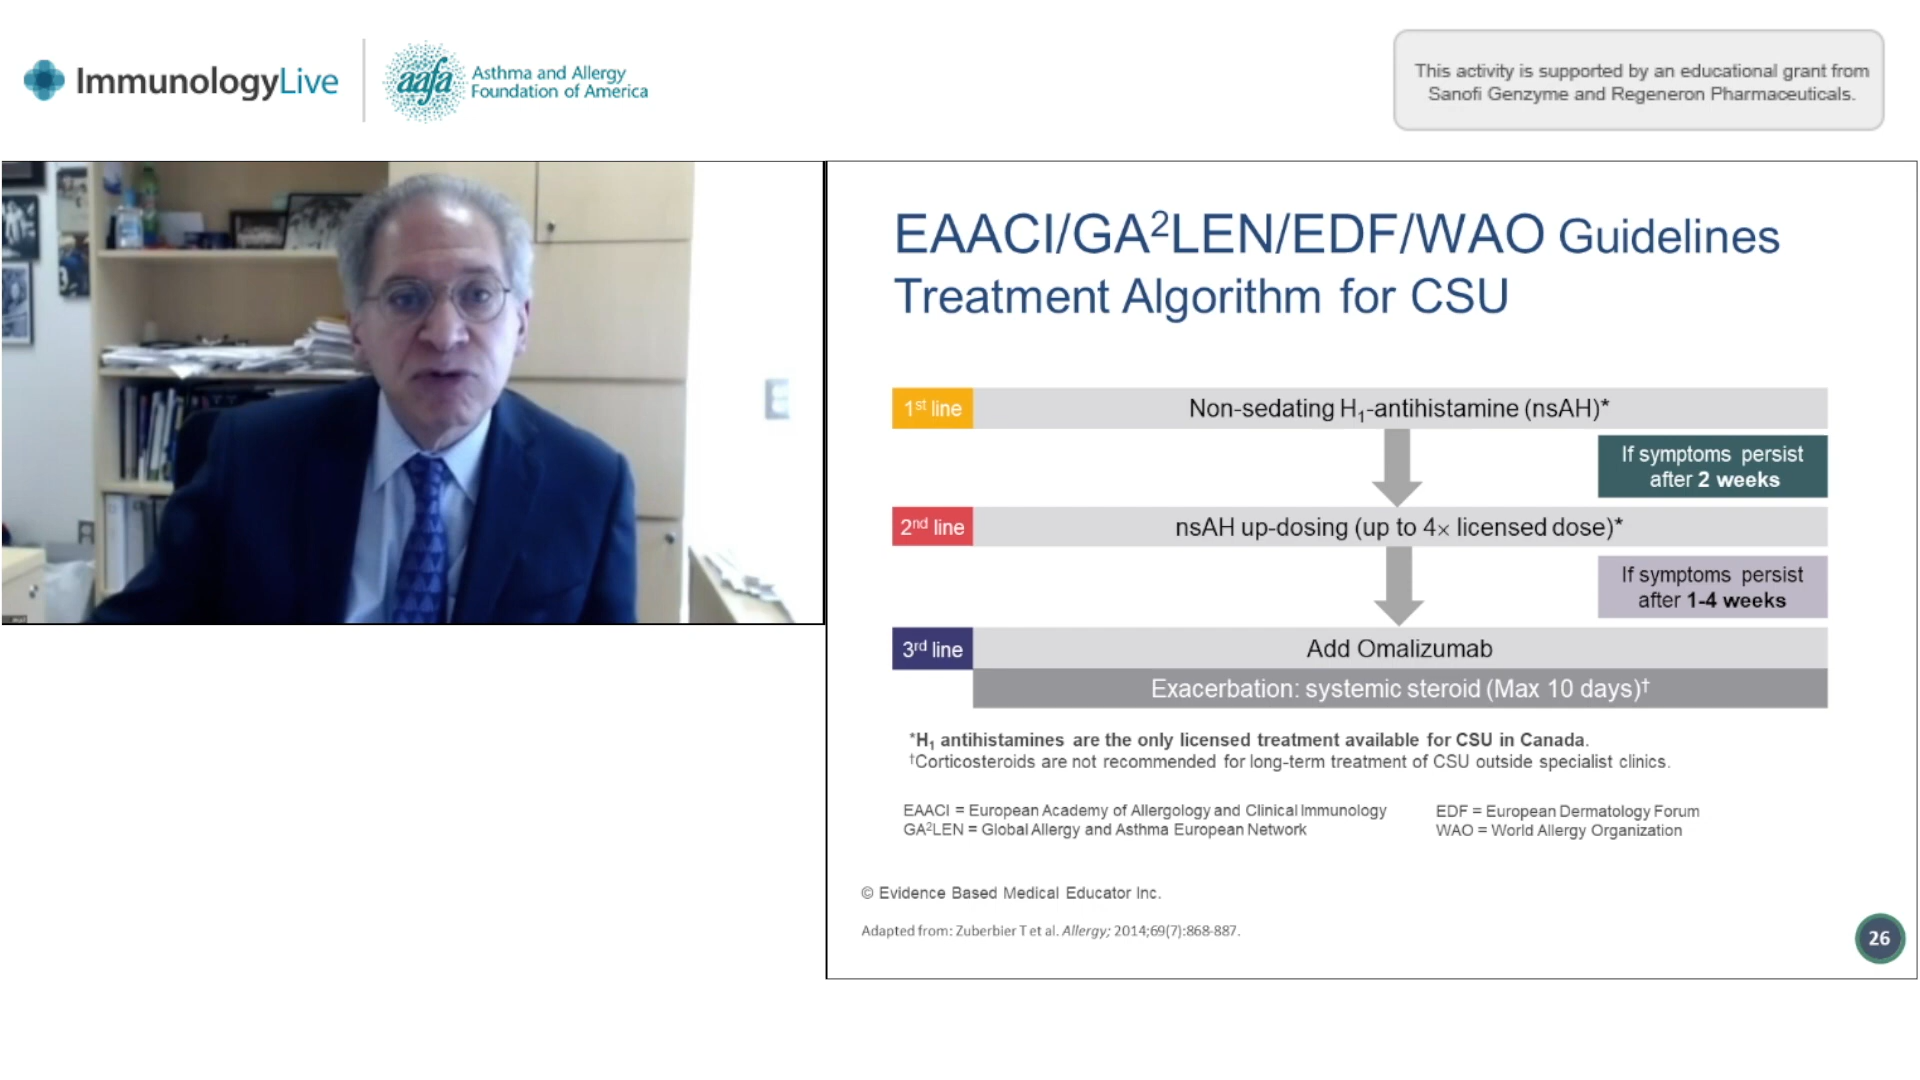 ImmunologyLive
aafa
Asthma and Allergy
Foundation of America
This activity is supported by an educational grant from
Sanofi Genzyme and Regeneron Pharmaceuticals.
EAACI/GA²LEN/EDF/WAO Guidelines
Treatment Algorithm for CSU
1st line
Non-sedating H₁-antihistamine (nsAH)*
If symptoms persist
after 2 weeks
2nd line
nsAH up-dosing (up to 4× licensed dose)*
If symptoms persist
after 1-4 weeks
3rd line
Add Omalizumab
Exacerbation: systemic steroid (Max 10 days)†
*H₁ antihistamines are the only licensed treatment available for CSU in Canada.
†Corticosteroids are not recommended for long-term treatment of CSU outside specialist clinics.
EAACI = European Academy of Allergology and Clinical Immunology
GA²LEN = Global Allergy and Asthma European Network
EDF = European Dermatology Forum
WAO = World Allergy Organization
© Evidence Based Medical Educator Inc.
Adapted from: Zuberbier T et al. Allergy; 2014;69(7):868-887.
26